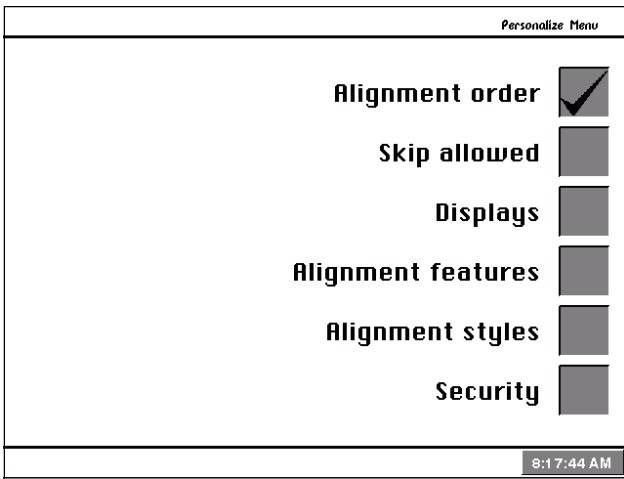 Personalize Menu
Alignment order
Skip allowed
Displays
Alignment features
Alignment styles
Security
8:17:44 AM